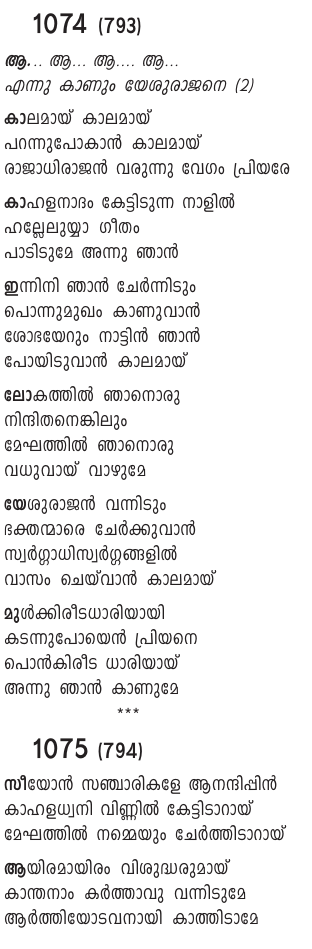 1074 (793)
ആ... ആ... ആ.... ആ...
എന്നു കാണും യേശുരാജനെ (2)
കാലമായ് കാലമായ്
പറന്നുപോകാൻ കാലമായ്
രാജാധിരാജൻ വരുന്നു വേഗം പ്രിയരേ
കാഹളനാദം കേട്ടിടുന്ന നാളിൽ
ഹല്ലേലുയ്യാ ഗീതം
പാടിടുമേ അന്നു ഞാൻ
ഇന്നിനി ഞാൻ ചേർന്നിടും
പൊന്നുമുഖം കാണുവാൻ
ശോഭയേറും നാട്ടിൻ ഞാൻ
പോയിടുവാൻ കാലമായ്
ലോകത്തിൽ ഞാനൊരു
നിന്ദിതനെങ്കിലും
മേഘത്തിൽ ഞാനൊരു
വധുവായ് വാഴുമേ
യേശുരാജൻ വന്നിടും
ഭക്തന്മാരെ ചേർക്കുവാൻ
സ്വർഗ്ഗാധിസ്വർഗ്ഗങ്ങളിൽ
വാസം ചെയ്‌വാൻ കാലമായ്
മുൾക്കിരീടധാരിയായി
കടന്നുപോയെൻ പ്രിയനെ
പൊൻകിരീട ധാരിയായ്
അന്നു ഞാൻ കാണുമേ
***
1075 (794)
സീയോൻ സഞ്ചാരികളേ ആനന്ദിപ്പിൻ
കാഹളധ്വനി വിണ്ണിൽ കേട്ടിടാറായ്
മേഘത്തിൽ നമ്മെയും ചേർത്തിടാറായ്
ആയിരമായിരം വിശുദ്ധരുമായ്
കാന്തനാം കർത്താവു വന്നിടുമേ
ആർത്തിയോടവനായി കാത്തിടാമേ